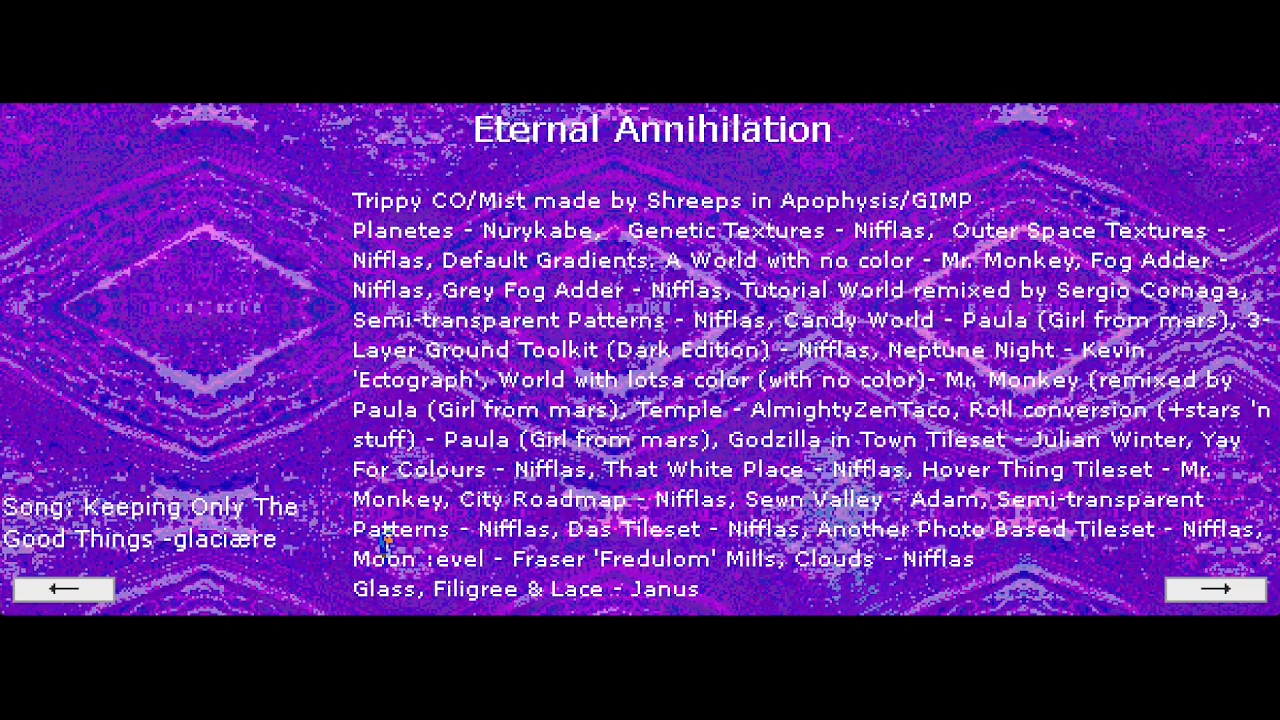 Eternal Annihilation
Trippy CO/Mist made by Shreeps in Apophysis/GIMP
Planetes - Nurykabe,   Genetic Textures - Nifflas,  Outer Space Textures -
Nifflas, Default Gradients. A World with no color - Mr. Monkey, Fog Adder -
Nifflas, Grey Fog Adder - Nifflas, Tutorial World remixed by Sergio Cornaga,
Semi-transparent Patterns - Nifflas, Candy World - Paula (Girl from mars), 3-
Layer Ground Toolkit (Dark Edition) - Nifflas, Neptune Night - Kevin
'Ectograph', World with lotsa color (with no color)- Mr. Monkey (remixed by
Paula (Girl from mars), Temple - AlmightyZenTaco, Roll conversion (+stars 'n
stuff) - Paula (Girl from mars), Godzilla in Town Tileset - Julian Winter, Yay
For Colours - Nifflas, That White Place - Nifflas, Hover Thing Tileset - Mr.
Monkey, City Roadmap - Nifflas, Sewn Valley - Adam, Semi-transparent
Patterns - Nifflas, Das Tileset - Nifflas, Another Photo Based Tileset - Nifflas,
Moon :evel - Fraser 'Fredulom' Mills, Clouds - Nifflas
Glass, Filigree & Lace - Janus
Song: Keeping Only The
Good Things -glaciære
←
→